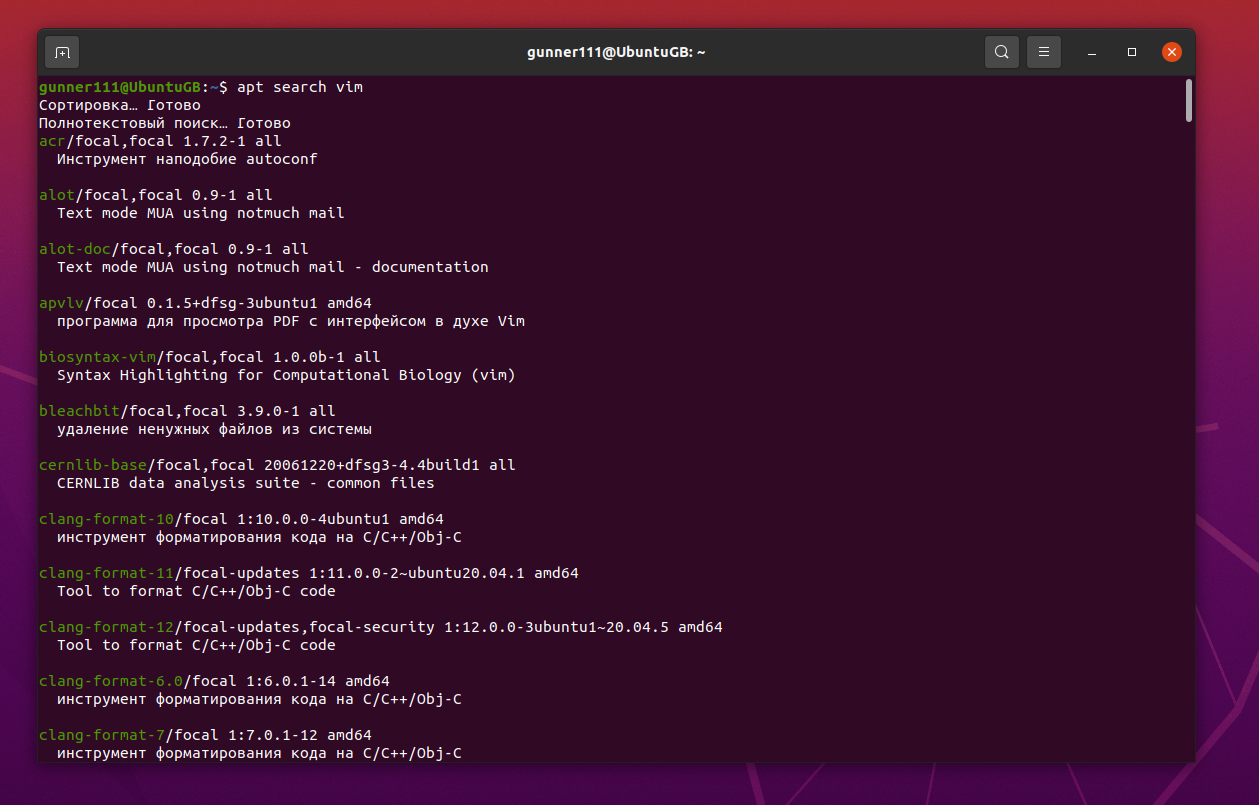 gunner111@UbuntuGB: ~
gunner111@UbuntuGB:~$ apt search vim
Сортировка… Готово
Полнотекстовый поиск… Готово
acr/focal,focal 1.7.2-1 all
Инструмент наподобие autoconf
alot/focal,focal 0.9-1 all
Text mode MUA using notmuch mail
alot-doc/focal,focal 0.9-1 all
Text mode MUA using notmuch mail - documentation
apvlv/focal 0.1.5+dfsg-3ubuntu1 amd64
программа для просмотра PDF с интерфейсом в духе Vim
biosyntax-vim/focal,focal 1.0.0b-1 all
Syntax Highlighting for Computational Biology (vim)
bleachbit/focal,focal 3.9.0-1 all
удаление ненужных файлов из системы
cernlib-base/focal,focal 20061220+dfsg3-4.4build1 all
CERNLIB data analysis suite - common files
clang-format-10/focal 1:10.0.0-4ubuntu1 amd64
инструмент форматирования кода на C/C++/Obj-C
clang-format-11/focal-updates 1:11.0.0-2~ubuntu20.04.1 amd64
Tool to format C/C++/Obj-C code
clang-format-12/focal-updates,focal-security 1:12.0.0-3ubuntu1~20.04.5 amd64
Tool to format C/C++/Obj-C code
clang-format-6.0/focal 1:6.0.1-14 amd64
инструмент форматирования кода на C/C++/Obj-C
clang-format-7/focal 1:7.0.1-12 amd64
инструмент форматирования кода на C/C++/Obj-C